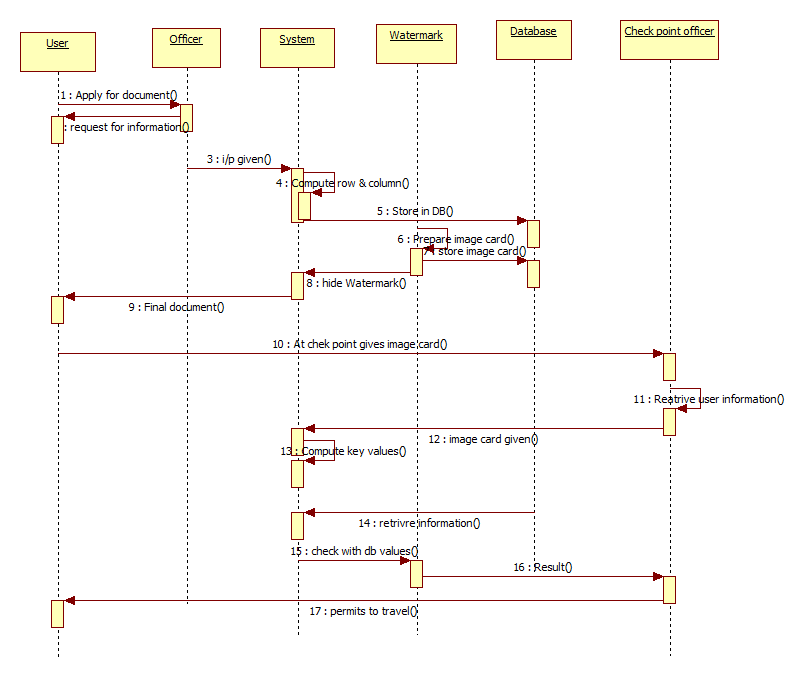 User
Officer
System
Watermark
Database
Check point officer
1 : Apply for document()
: request for information()
3 : i/p given()
4 : Compute row & column()
5 : Store in DB()
6 : Prepare image card()
7 : store image card()
8 : hide Watermark()
9 : Final document()
10 : At chek point gives image card()
11 : Reatrive user information()
12 : image card given()
13 : Compute key values()
14 : retrivre information()
15 : check with db values()
16 : Result()
17 : permits to travel()